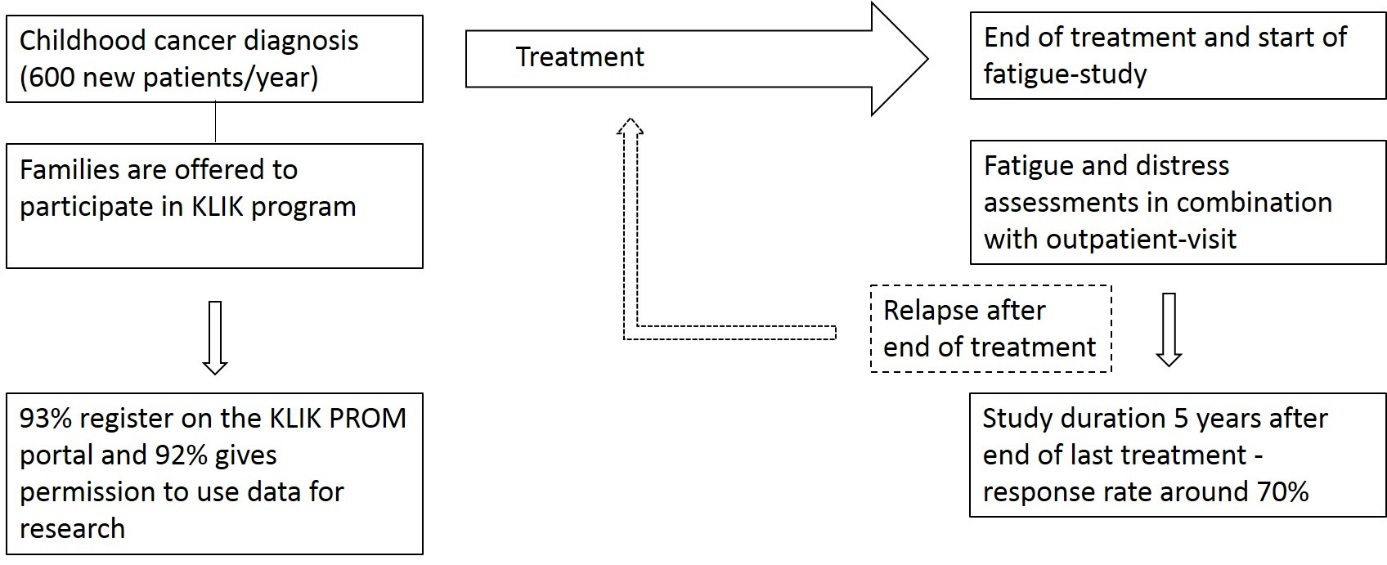 Childhood cancer diagnosis
(600 new patients/year)
Families are offered to
participate in KLIK program
93% register on the KLIK PROM
portal and 92% gives
permission to use data for
research
Treatment
End of treatment and start of
fatigue-study
Fatigue and distress
assessments in combination
with outpatient-visit
Relapse after
end of treatment
Study duration 5 years after
end of last treatment -
response rate around 70%